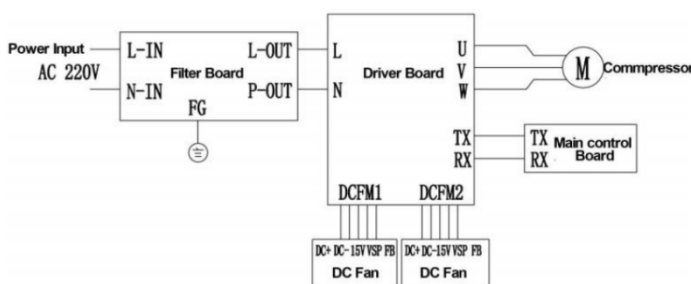 Power Input
AC 220V
L-IN
N-IN
Filter Board
L-OUT
P-OUT
FG
L
N
Driver Board
U
V
W
M
Commpressor
TX
RX
TX
RX
Main control
Board
DCFM1
DCFM2
DC+ DC- 15V VSP FB
DC Fan
DC+ DC-15V VSP FB
DC Fan